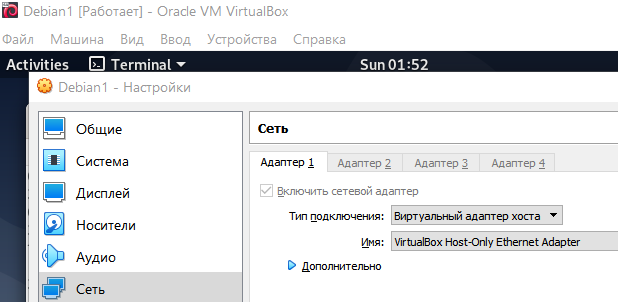 Debian1 [Работает] - Oracle VM VirtualBox
Файл Машина Вид Ввод Устройства Справка
Activities Terminal Sun 01:52
Debian1 - Настройки
Общие
Система
Дисплей
Носители
Аудио
Сеть
Сеть
Адаптер 1 Адаптер 2 Адаптер 3 Адаптер 4
Включить сетевой адаптер
Тип подключения: Виртуальный адаптер хоста
Имя: VirtualBox Host-Only Ethernet Adapter
Дополнительно